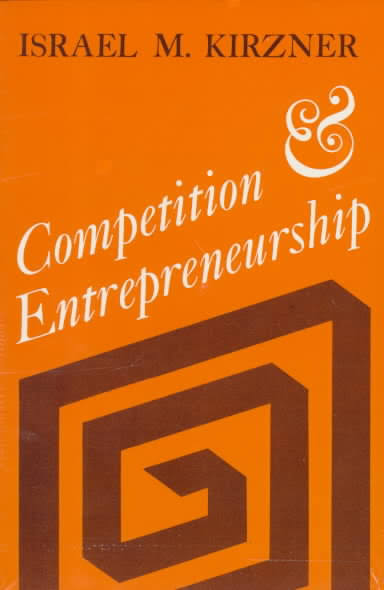 ISRAEL M. KIRZNER
Competition &
Entrepreneurship